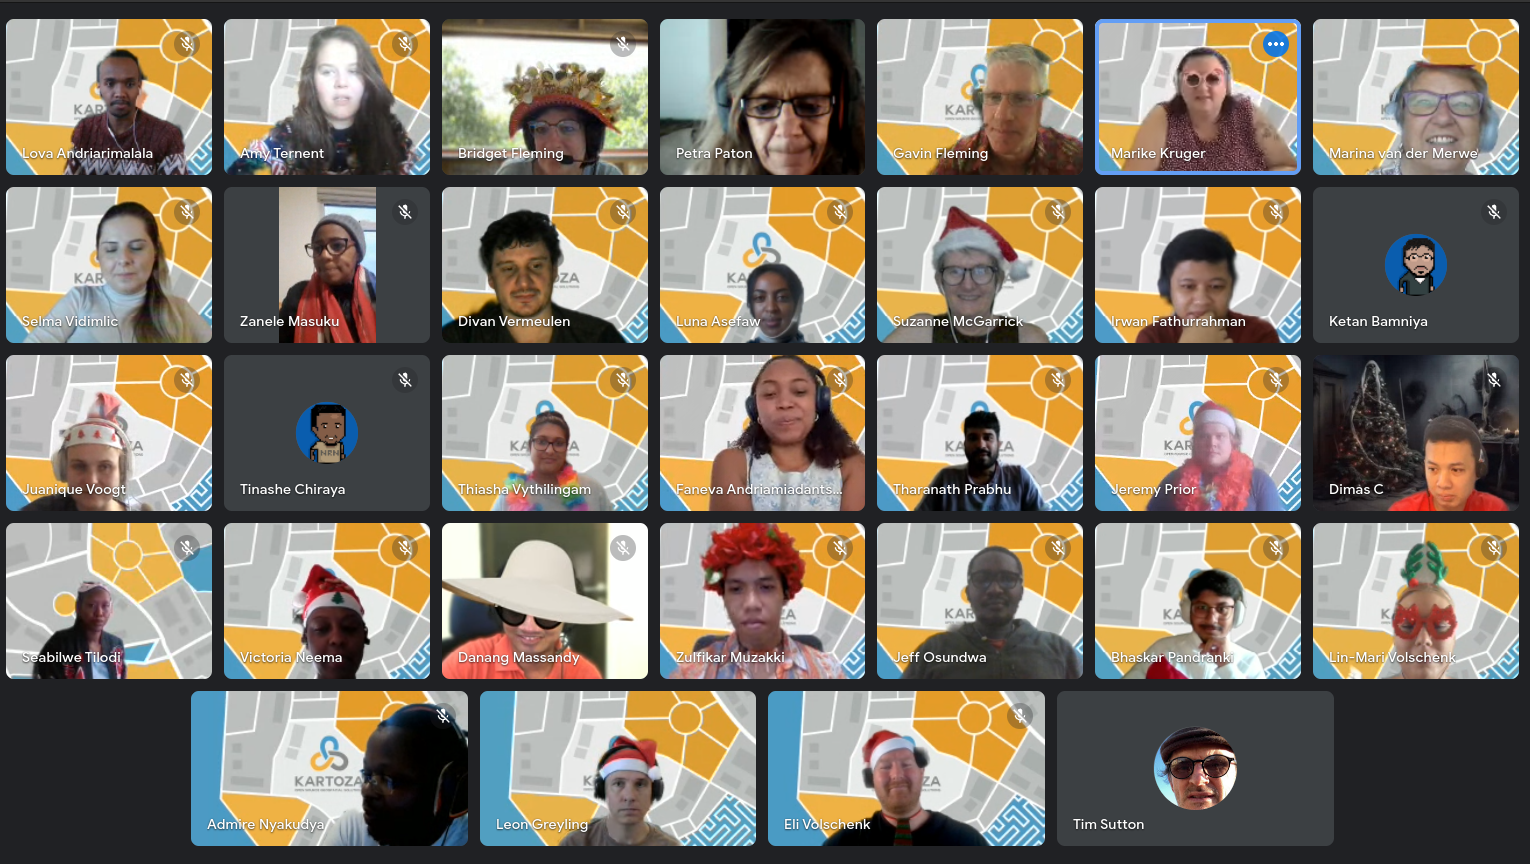 Lova Andriarimalala
Amy Ternent
Bridget Fleming
Petra Paton
Gavin Fleming
Marike Kruger
Marina van der Merwe
Selma Vidimlic
Zanele Masuku
Divan Vermeulen
Luna Asefaw
Suzanne McGarrick
Irwan Fathurrahman
Ketan Bamniya
Juanique Voogt
Tinashe Chiraya
Thiasha Vythilingam
Faneva Andriamiadants...
Tharanath Prabhu
Jeremy Prior
Dimas C
Seabilwe Tilodi
Victoria Neema
Danang Massandy
Zulfikar Muzakki
Jeff Osundwa
Bhaskar Pandranki
Lin-Mari Volschenk
KARTOZA
Admire Nyakudya
Leon Greyling
Eli Volschenk
Tim Sutton